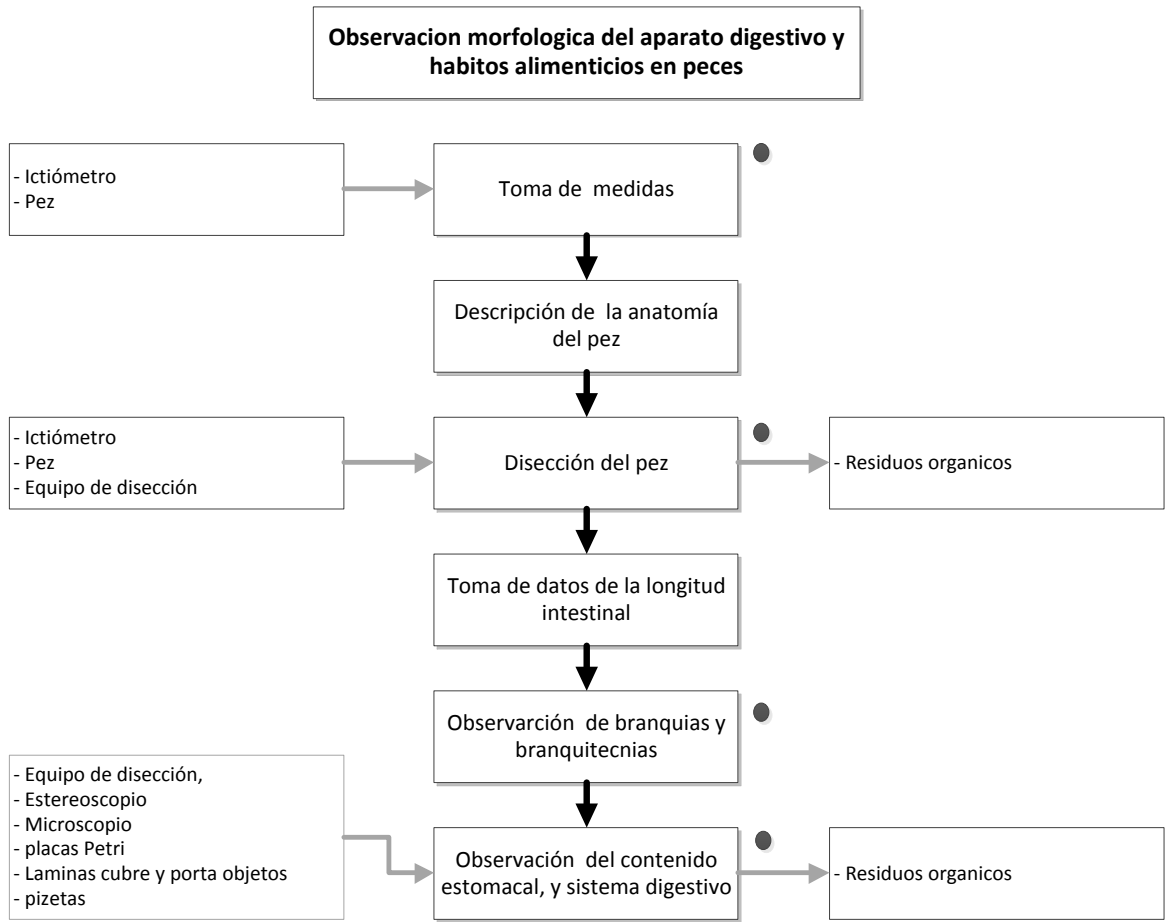 Observacion morfologica del aparato digestivo y
habitos alimenticios en peces
- Ictiómetro
- Pez
Toma de medidas
Descripción de la anatomía
del pez
- Ictiómetro
- Pez
- Equipo de disección
Disección del pez
- Residuos organicos
Toma de datos de la longitud
intestinal
Observarción de branquias y
branquitecnias
- Equipo de disección,
- Estereoscopio
- Microscopio
- placas Petri
- Laminas cubre y porta objetos
- pizetas
Observación del contenido
estomacal, y sistema digestivo
- Residuos organicos